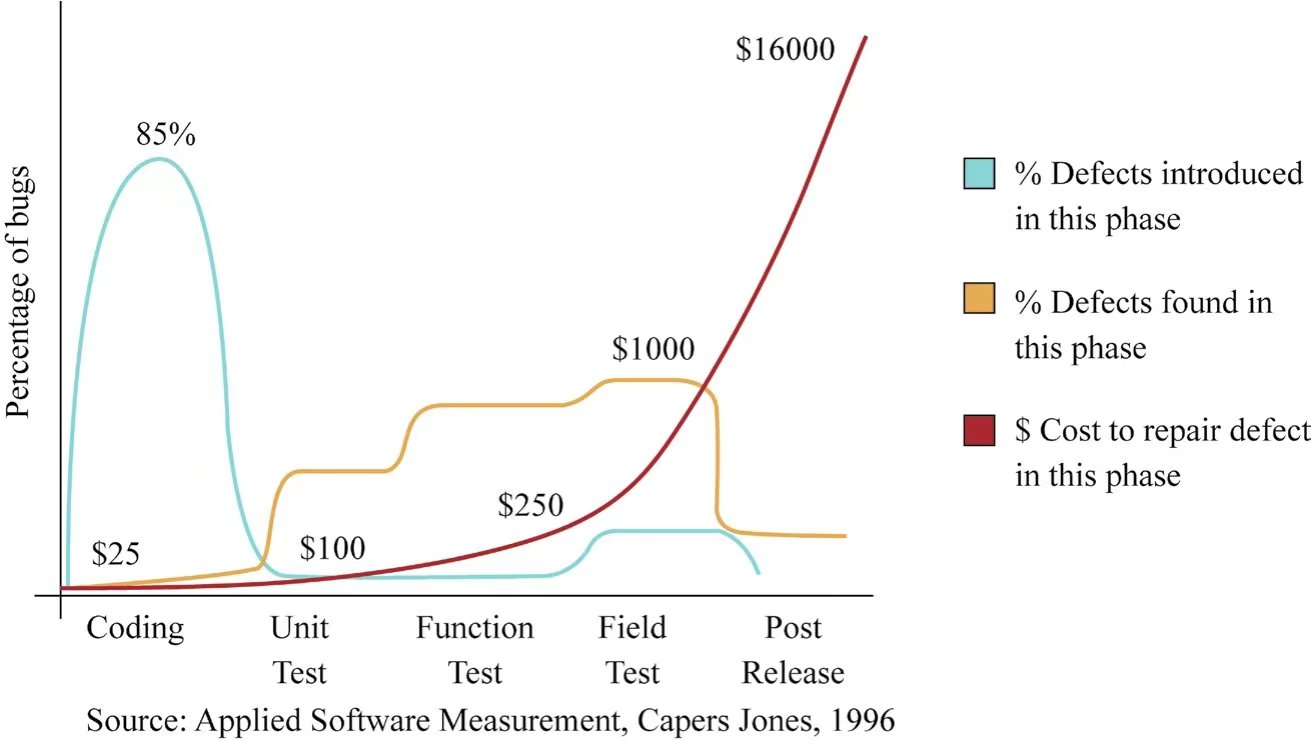 $16000
85%
Percentage of bugs
$1000
$250
$100
$25
Coding
Unit
Test
Function
Test
Field
Test
Post
Release
% Defects introduced
in this phase
% Defects found in
this phase
$ Cost to repair defect
in this phase
Source: Applied Software Measurement, Capers Jones, 1996